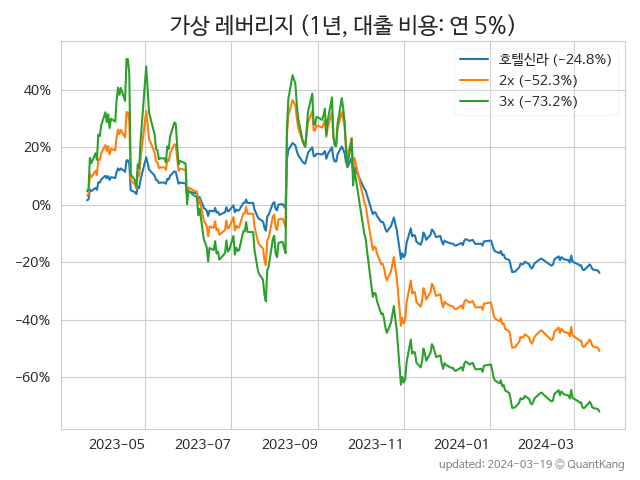 가상 레버리지 (1년, 대출 비용: 연 5%)
호텔신라 (−24.8%)
2x (−52.3%)
3x (−73.2%)
40%
20%
0%
−20%
−40%
−60%
2023-05 2023-07 2023-09 2023-11 2024-01 2024-03
updated: 2024-03-19 © QuantKang